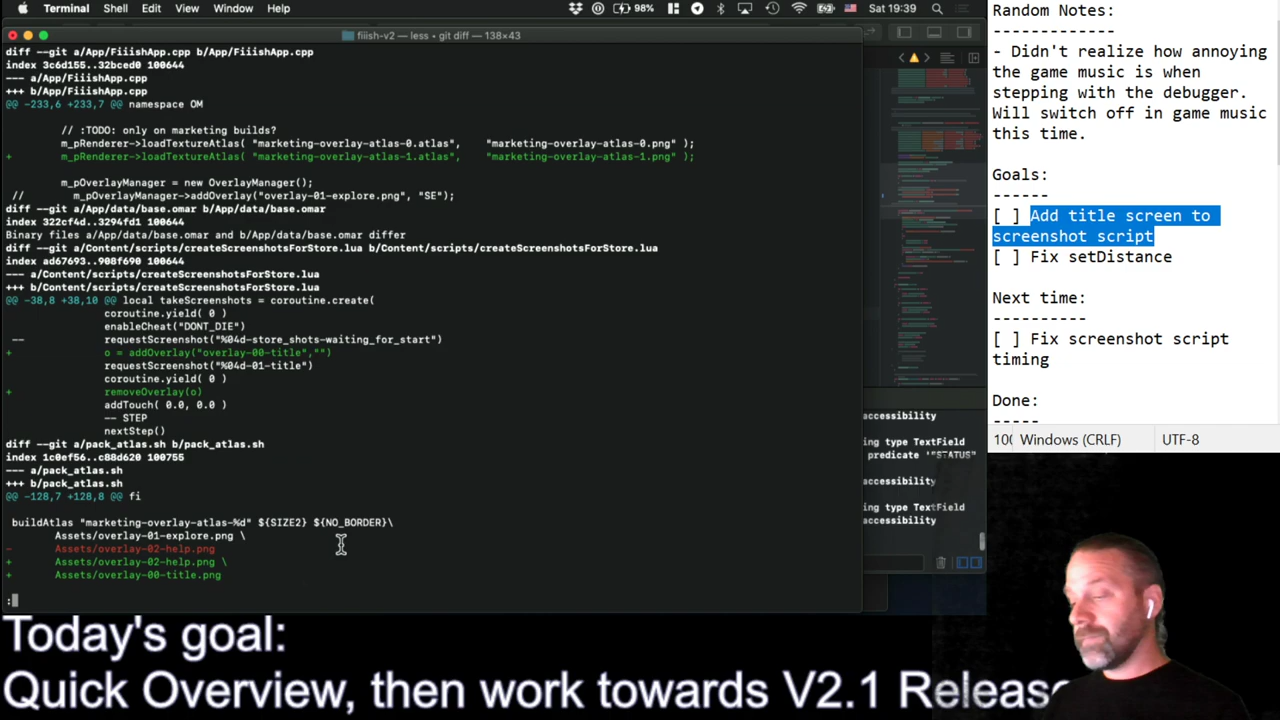 Terminal Shell Edit View Window Help 98% Sat 19:39
fiiish-v2 — less • git diff — 138×43
diff --git a/App/FiiishApp.cpp b/App/FiiishApp.cpp
index 3c6d155..32bced0 100644
--- a/App/FiiishApp.cpp
+++ b/App/FiiishApp.cpp
@@ -233,6 +233,7 @@ namespace OM
// :TODO: only on marketing builds?
m_pRenderer->loadTextureAtlas( "marketing-overlay-atlas-0.atlas", "marketing-overlay-atlas-0.png" );
+ m_pRenderer->loadTextureAtlas( "marketing-overlay-atlas-1.atlas", "marketing-overlay-atlas-1.png" );
m_pOverlayManager = new OverlayManager();
// m_pOverlayManager->addOverlay("overlay-01-explore.png", "SE");
diff --git a/App/data/base.omar b/App/data/base.omar
index 322cf4d..3294fd1 100644
Binary files a/App/data/base.omar and b/App/data/base.omar differ
diff --git a/Content/scripts/createScreenshotsForStore.lua b/Content/scripts/createScreenshotsForStore.lua
100644
--- a/Content/scripts/createScreenshotsForStore.lua
+++ b/Content/scripts/createScreenshotsForStore.lua
@@ -38,8 +38,10 @@ local takeScreenshots = coroutine.create(
coroutine.yield( 0 )
enableCheat("DONT_DIE")
-- requestScreenshot("%04d-store_shots-waiting_for_start")
+ o = addOverlay("overlay-00-title","")
requestScreenshot("%04d-01-title")
coroutine.yield( 0 )
+ removeOverlay(o)
addTouch( 0.0, 0.0 )
-- STEP
nextStep()
diff --git a/pack_atlas.sh b/pack_atlas.sh
index 1c0ef56..c88d620 100755
--- a/pack_atlas.sh
+++ b/pack_atlas.sh
@@ -128,7 +128,8 @@ fi
buildAtlas "marketing-overlay-atlas-%d" ${SIZE2} ${NO_BORDER}\
Assets/overlay-01-explore.png \
- Assets/overlay-02-help.png
+ Assets/overlay-02-help.png \
+ Assets/overlay-00-title.png
:
accessibility
ing type TextField
predicate '"STATUS"
accessibility
ing type TextField
accessibility
Random Notes:
-------------
- Didn't realize how annoying
the game music is when
stepping with the debugger.
Will switch off in game music
this time.
Goals:
------
[ ] Add title screen to
screenshot script
[ ] Fix setDistance
Next time:
----------
[ ] Fix screenshot script
timing
Done:
-----
Windows (CRLF) UTF-8
Today's goal:
Quick Overview, then work towards V2.1 Release